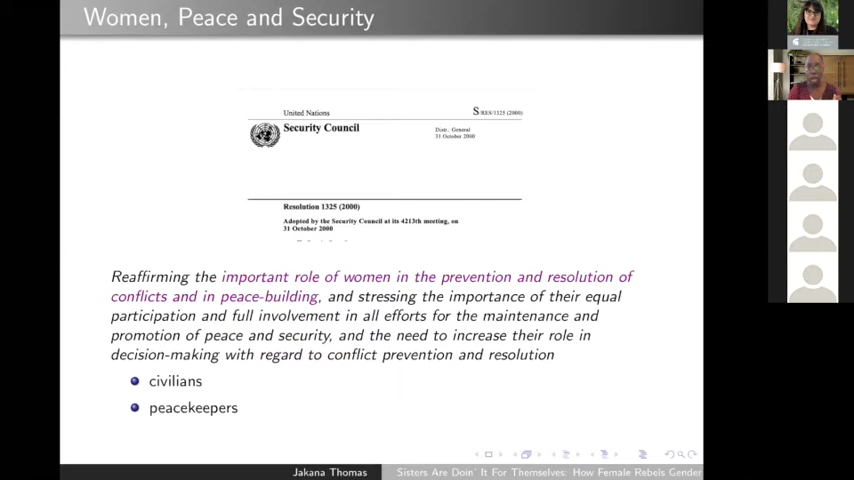 Women, Peace and Security
United Nations
S/RES/1325 (2000)
Security Council
Distr.: General
31 October 2000
Resolution 1325 (2000)
Adopted by the Security Council at its 4213th meeting, on
31 October 2000
Reaffirming the important role of women in the prevention and resolution of
conflicts and in peace-building, and stressing the importance of their equal
participation and full involvement in all efforts for the maintenance and
promotion of peace and security, and the need to increase their role in
decision-making with regard to conflict prevention and resolution
civilians
peacekeepers
Jakana Thomas
Sisters Are Doin' It For Themselves: How Female Rebels Gender